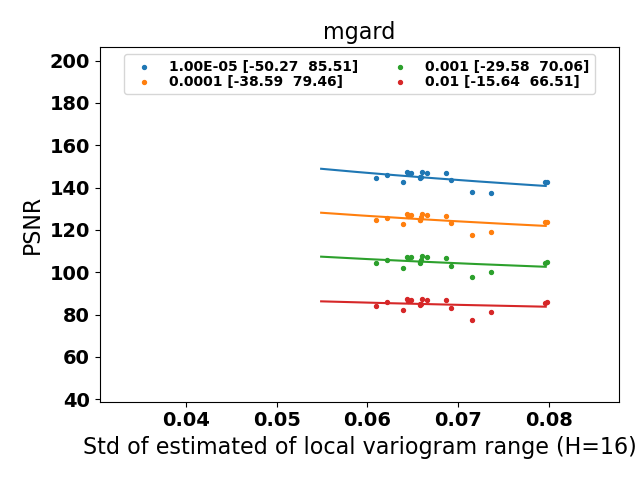 mgard
1.00E-05 [-50.27  85.51]
0.0001 [-38.59  79.46]
0.001 [-29.58  70.06]
0.01 [-15.64  66.51]
PSNR
200
180
160
140
120
100
80
60
40
0.04 0.05 0.06 0.07 0.08
Std of estimated of local variogram range (H=16)